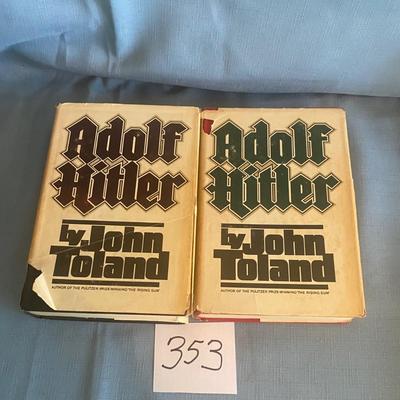 Adolf
Hitler
by John
Toland
AUTHOR OF THE PULITZER PRIZE-WINNING "THE RISING SUN"
Adolf
Hitler
by John
Toland
AUTHOR OF THE PULITZER PRIZE-WINNING "THE RISING SUN"
353